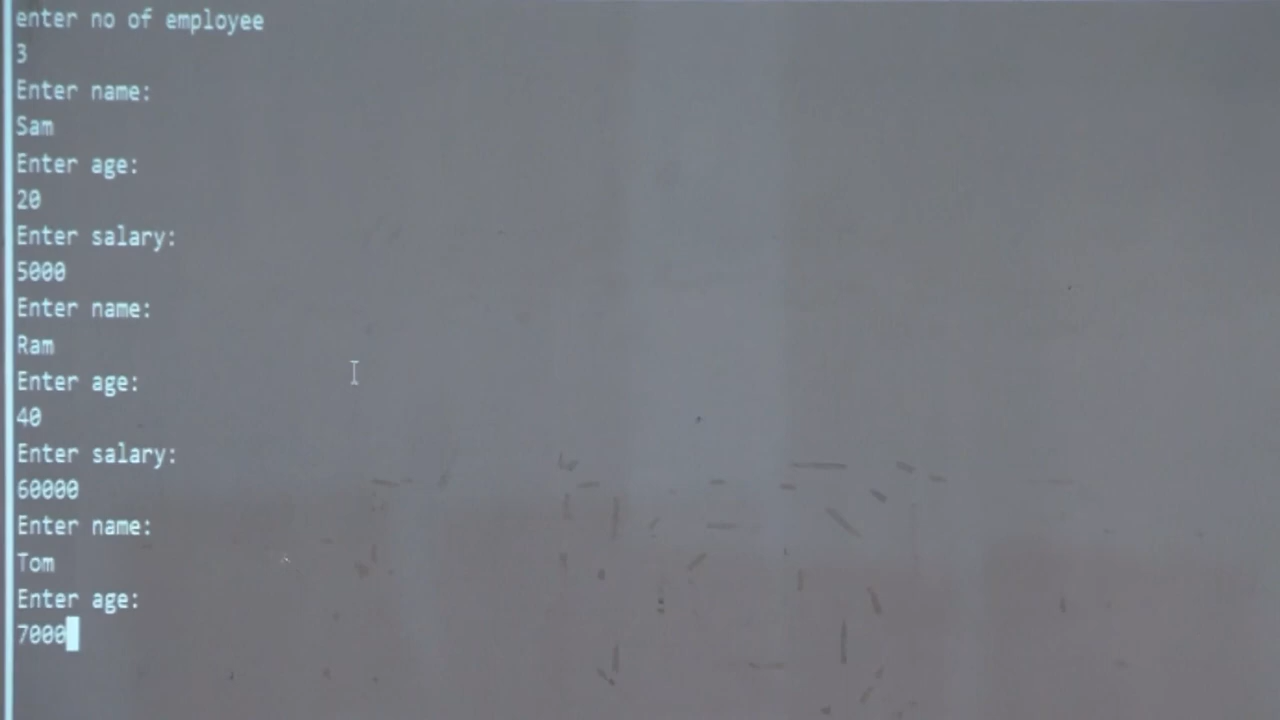 enter no of employee
3
Enter name:
Sam
Enter age:
20
Enter salary:
5000
Enter name:
Ram
Enter age:
40
Enter salary:
60000
Enter name:
Tom
Enter age:
7000